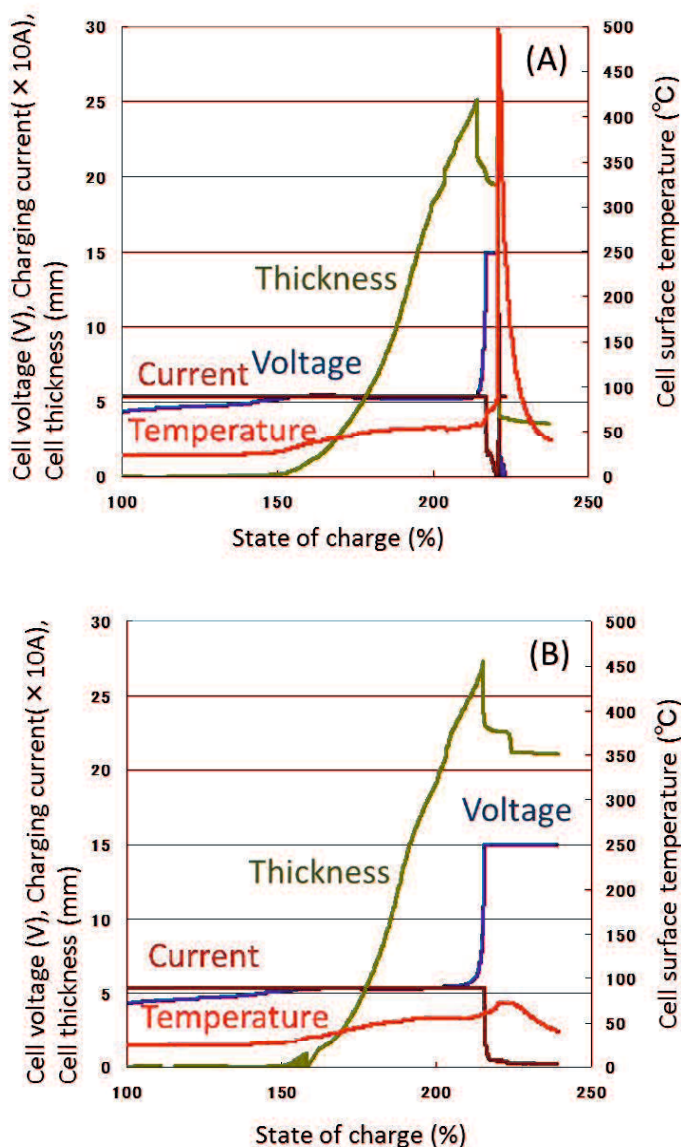 Cell voltage (V), Charging current( × 10A),
Cell thickness (mm)
30
25
20
15
10
5
0
(A)
Thickness
Current
Voltage
Temperature
500
450
400
350
300
250
200
150
100
50
0
Cell surface temperature (°C)
100
150
200
250
State of charge (%)
Cell voltage (V), Charging current( × 10A),
Cell thickness (mm)
30
25
20
15
10
5
0
(B)
Voltage
Thickness
Current
Temperature
500
450
400
350
300
250
200
150
100
50
0
Cell surface temperature (°C)
100
150
200
250
State of charge (%)